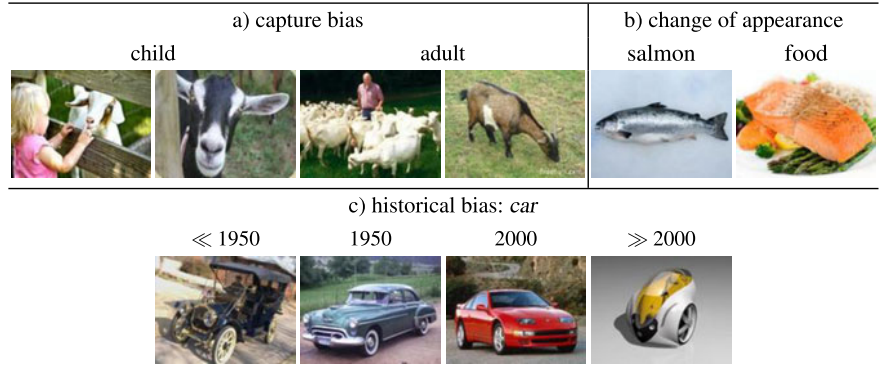 a) capture bias
b) change of appearance
child
adult
salmon
food
c) historical bias: car
≪ 1950
1950
2000
≫ 2000